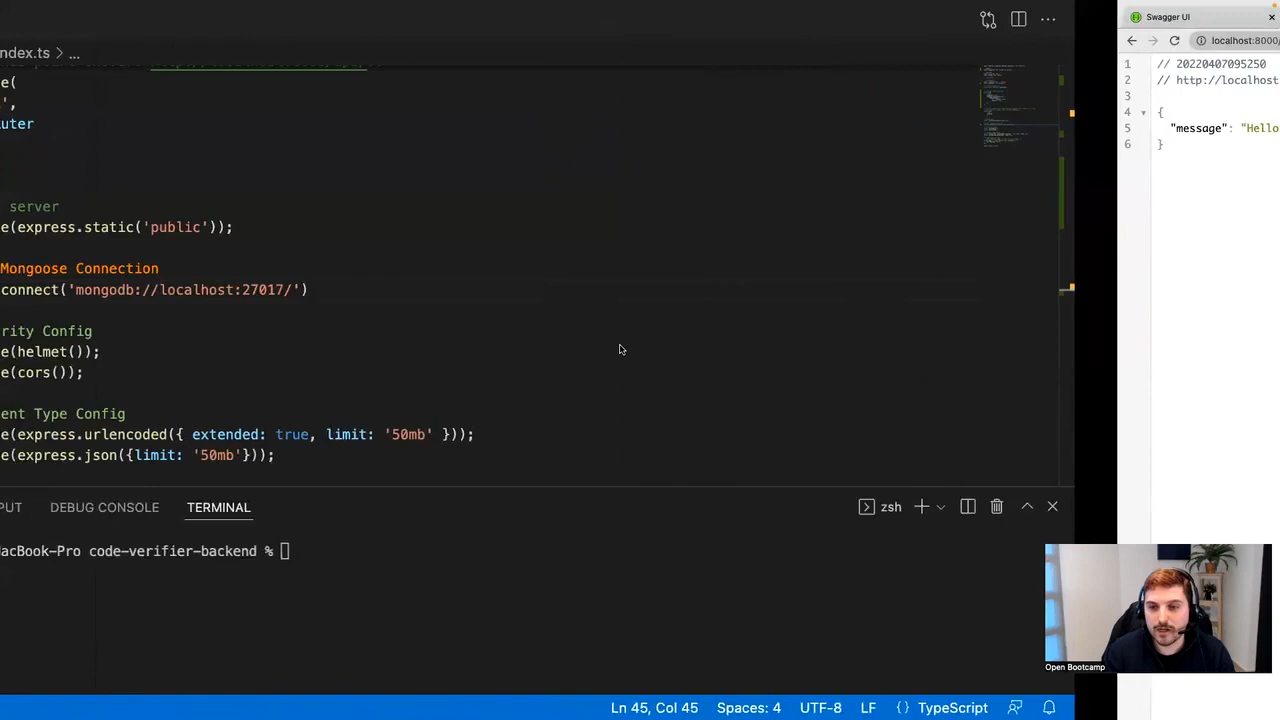 ndex.ts > ...
e(
',
uter
server
e(express.static('public'));
Mongoose Connection
connect('mongodb://localhost:27017/')
rity Config
e(helmet());
e(cors());
ent Type Config
e(express.urlencoded({ extended: true, limit: '50mb' }));
e(express.json({limit: '50mb'}));
PUT DEBUG CONSOLE TERMINAL
zsh
MacBook-Pro code-verifier-backend %
Ln 45, Col 45 Spaces: 4 UTF-8 LF {} TypeScript
Swagger UI
localhost:8000/
1 // 20220407095250
2 // http://localhost
3
4 {
5 "message": "Hello
6 }
Open Bootcamp